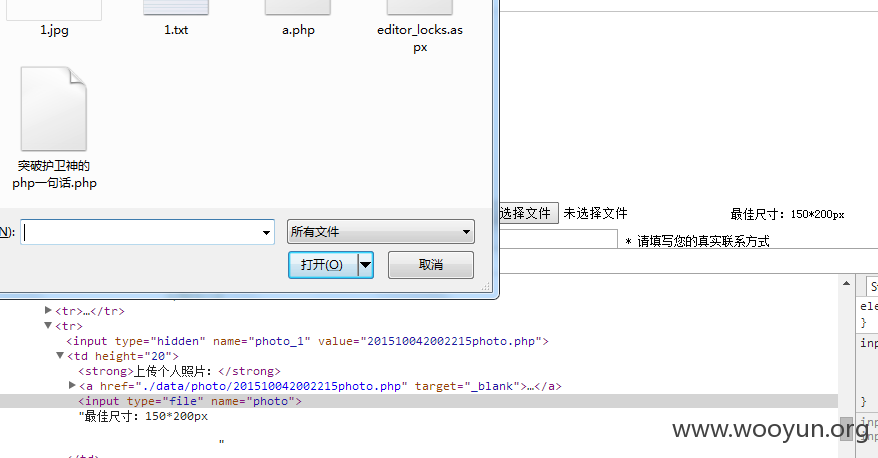 1.jpg
1.txt
a.php
editor_locks.as
px
突破护卫神的
php一句话.php
选择文件 未选择文件
最佳尺寸：150*200px
N):
所有文件
* 请填写您的真实联系方式
打开(O)
取消
<tr>…</tr>
<tr>
<input type="hidden" name="photo_1" value="201510042002215photo.php">
<td height="20">
<strong>上传个人照片：</strong>
<a href="./data/photo/201510042002215photo.php" target="_blank">…</a>
<input type="file" name="photo">
"最佳尺寸：150*200px
"
S
ele
}
inp
}
inp
www.wooyun.org